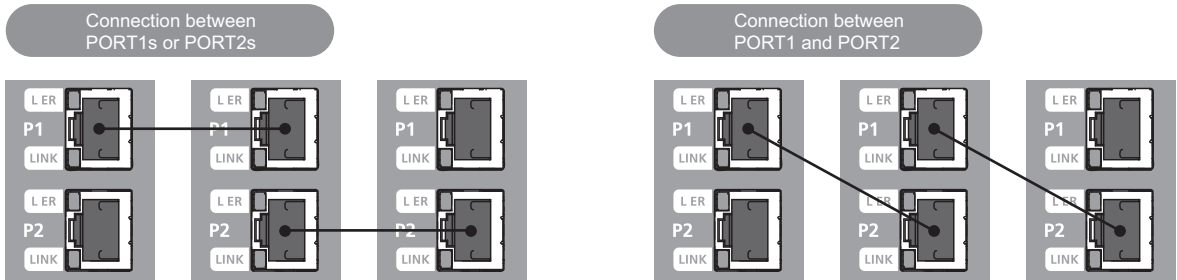 Connection between
PORT1s or PORT2s
L ER
P1
LINK
L ER
P2
LINK
L ER
P1
LINK
L ER
P2
LINK
L ER
P1
LINK
L ER
P2
LINK
Connection between
PORT1 and PORT2
L ER
P1
LINK
L ER
P2
LINK
L ER
P1
LINK
L ER
P2
LINK
L ER
P1
LINK
L ER
P2
LINK